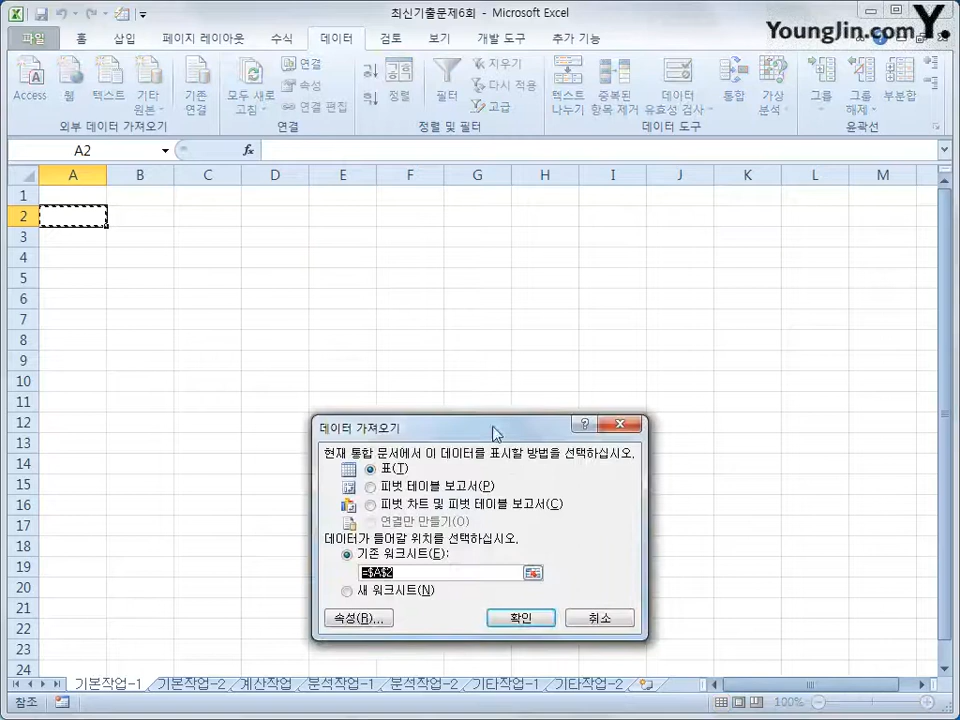 최신기출문제6회 - Microsoft Excel
YoungJin.com Y.
파일 홈 삽입 페이지 레이아웃 수식 데이터 검토 보기 개발 도구 추가 기능
Access 웹 텍스트 기타 원본 기존 연결 모두 새로 고침 연결 속성 연결 편집 정렬 필터 지우기 다시 적용 고급 텍스트 나누기 중복된 항목 제거 데이터 유효성 검사 통합 가상 분석 그룹 그룹 해제 부분합
외부 데이터 가져오기 연결 정렬 및 필터 데이터 도구 윤곽선
A2 fx
A B C D E F G H I J K L M
1
2
3
4
5
6
7
8
9
10
11
12
13
14
15
16
17
18
19
20
21
22
23
24
데이터 가져오기
현재 통합 문서에서 이 데이터를 표시할 방법을 선택하십시오.
표(T)
피벗 테이블 보고서(P)
피벗 차트 및 피벗 테이블 보고서(C)
연결만 만들기(O)
데이터가 들어갈 위치를 선택하십시오.
기존 워크시트(E):
=$A$2
새 워크시트(N)
속성(R)... 확인 취소
기본작업-1 기본작업-2 계산작업 분석작업-1 분석작업-2 기타작업-1 기타작업-2
참조 100%